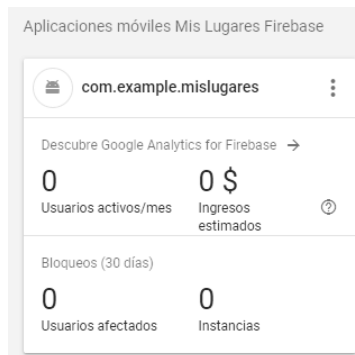 Aplicaciones móviles Mis Lugares Firebase
com.example.mislugares
Descubre Google Analytics for Firebase →
0 0 $
Usuarios activos/mes Ingresos estimados
Bloqueos (30 días)
0 0
Usuarios afectados Instancias